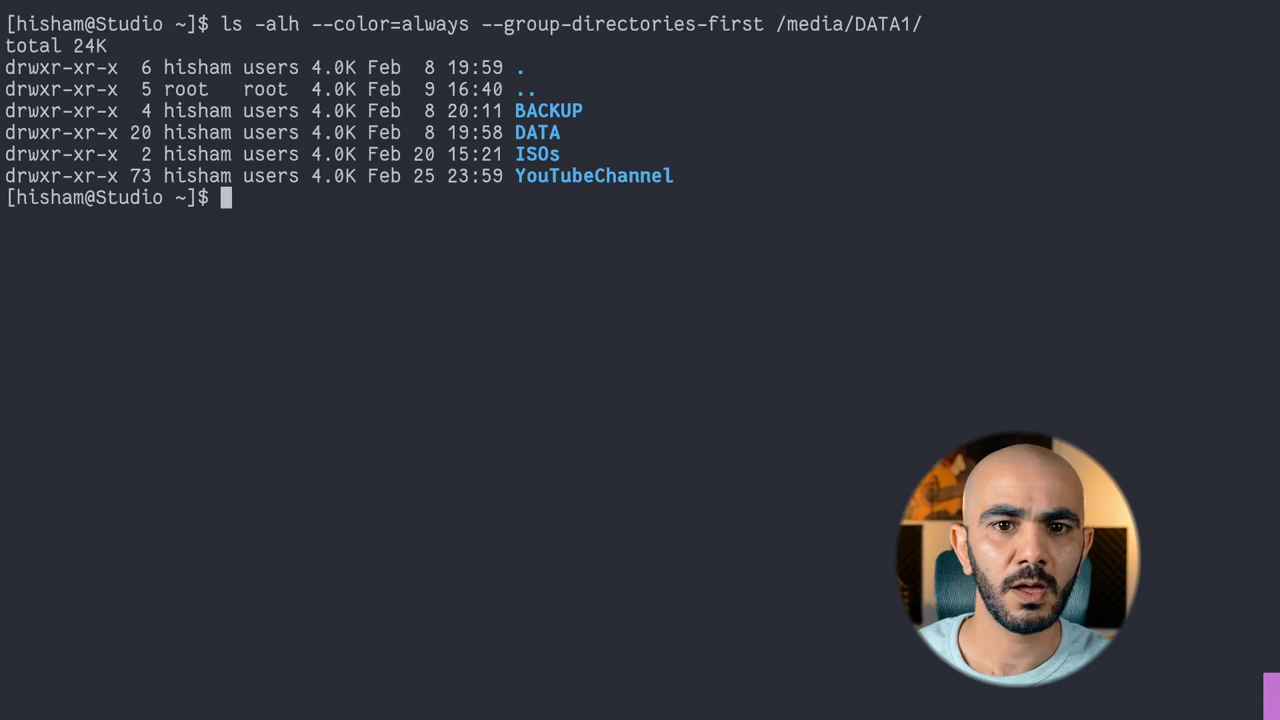 [hisham@Studio ~]$ ls -alh --color=always --group-directories-first /media/DATA1/
total 24K
drwxr-xr-x  6 hisham users 4.0K Feb  8 19:59 .
drwxr-xr-x  5 root   root  4.0K Feb  9 16:40 ..
drwxr-xr-x  4 hisham users 4.0K Feb  8 20:11 BACKUP
drwxr-xr-x 20 hisham users 4.0K Feb  8 19:58 DATA
drwxr-xr-x  2 hisham users 4.0K Feb 20 15:21 ISOs
drwxr-xr-x 73 hisham users 4.0K Feb 25 23:59 YouTubeChannel
[hisham@Studio ~]$